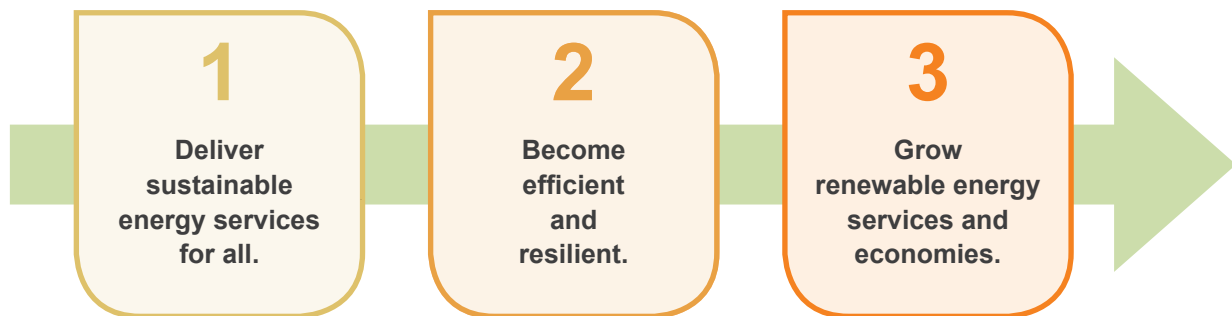 1
Deliver
sustainable
energy services
for all.
2
Become
efficient
and
resilient.
3
Grow
renewable energy
services and
economies.